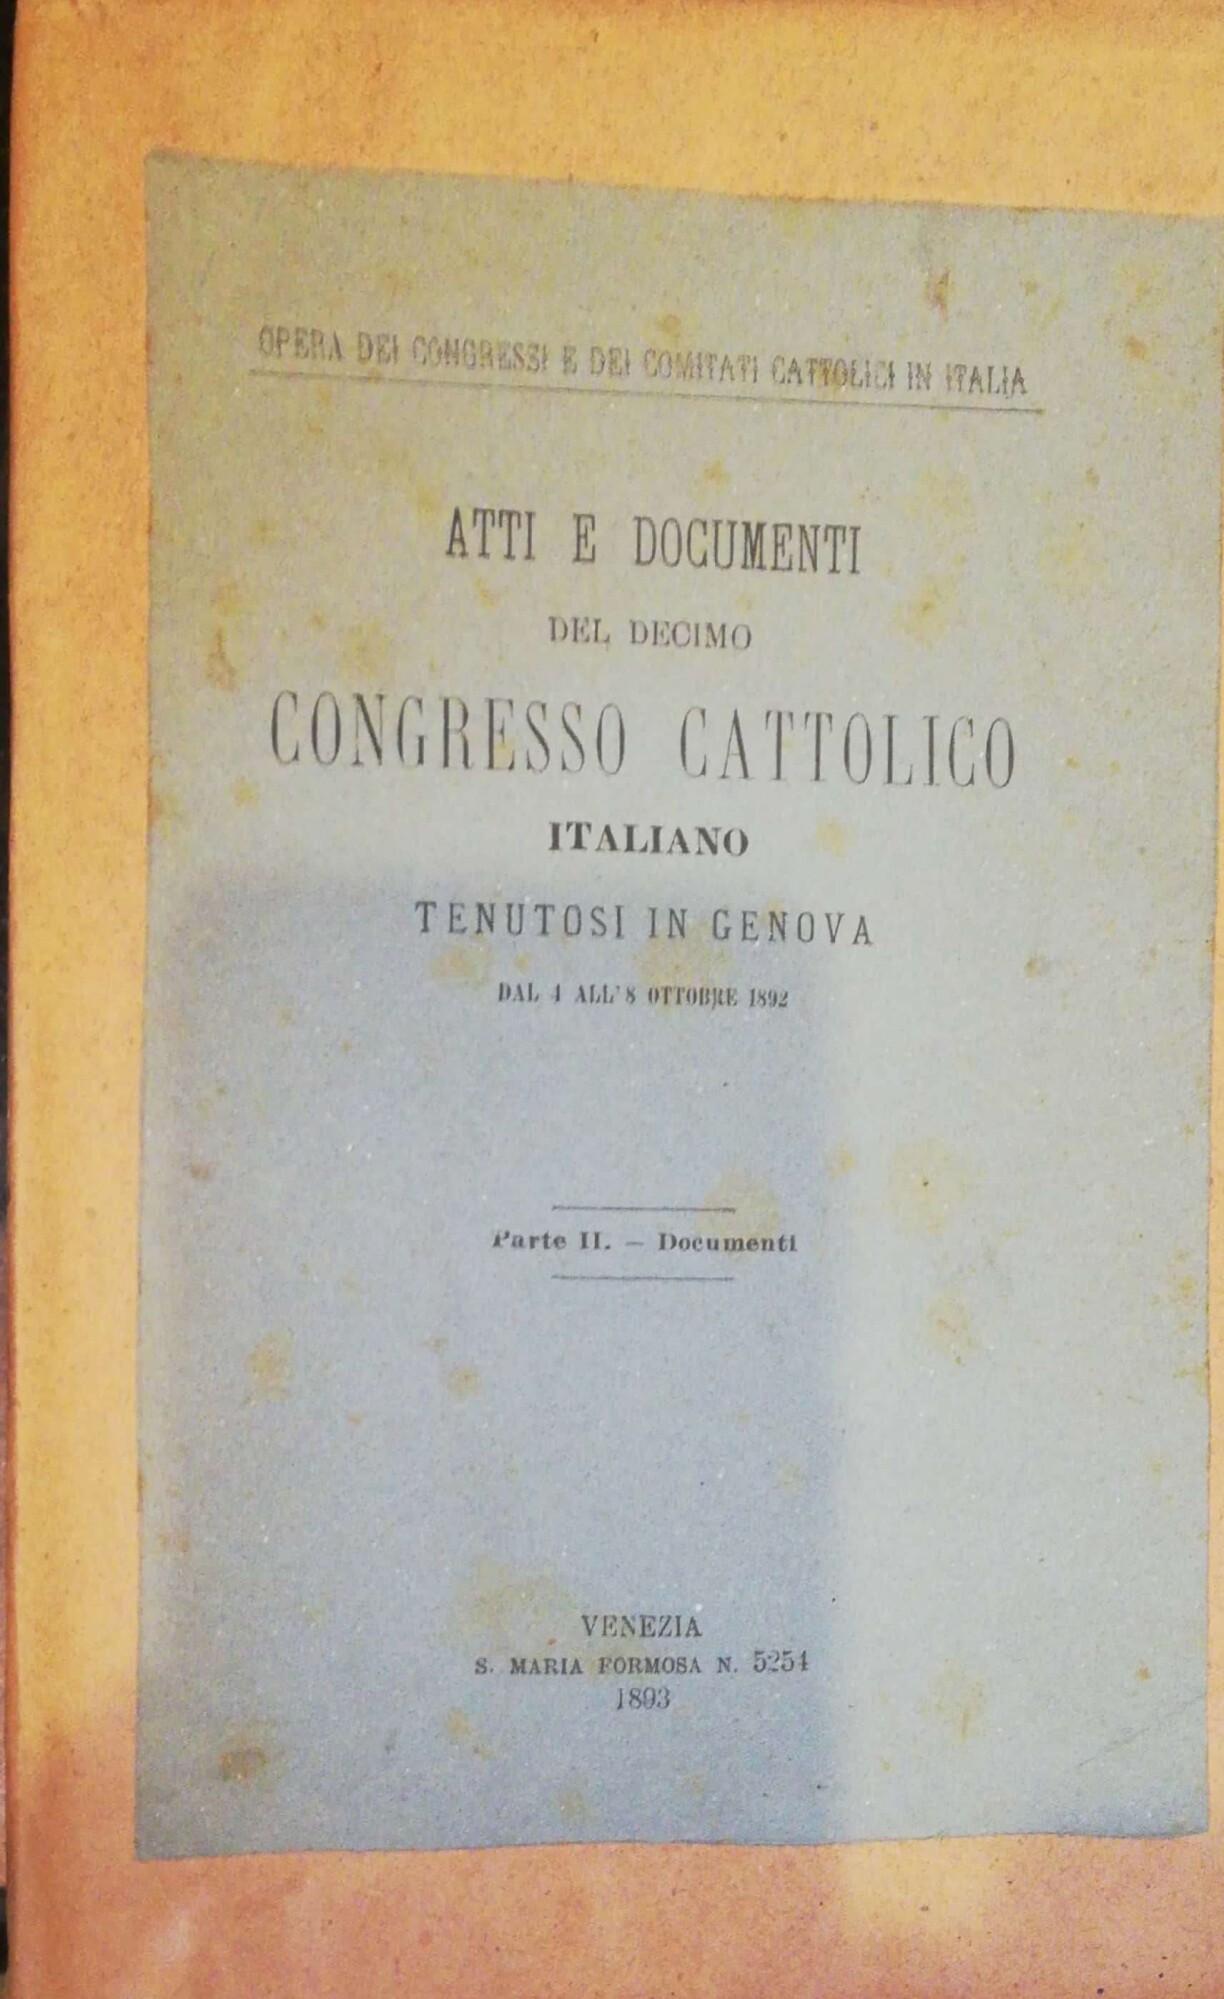 OPERA DEI CONGRESSI E DEI COMITATI CATTOLICI IN ITALIA
ATTI E DOCUMENTI
DEL DECIMO
CONGRESSO CATTOLICO
ITALIANO
TENUTOSI IN GENOVA
DAL 4 ALL'8 OTTOBRE 1892
Parte II. — Documenti
VENEZIA
S. MARIA FORMOSA N. 5254
1893